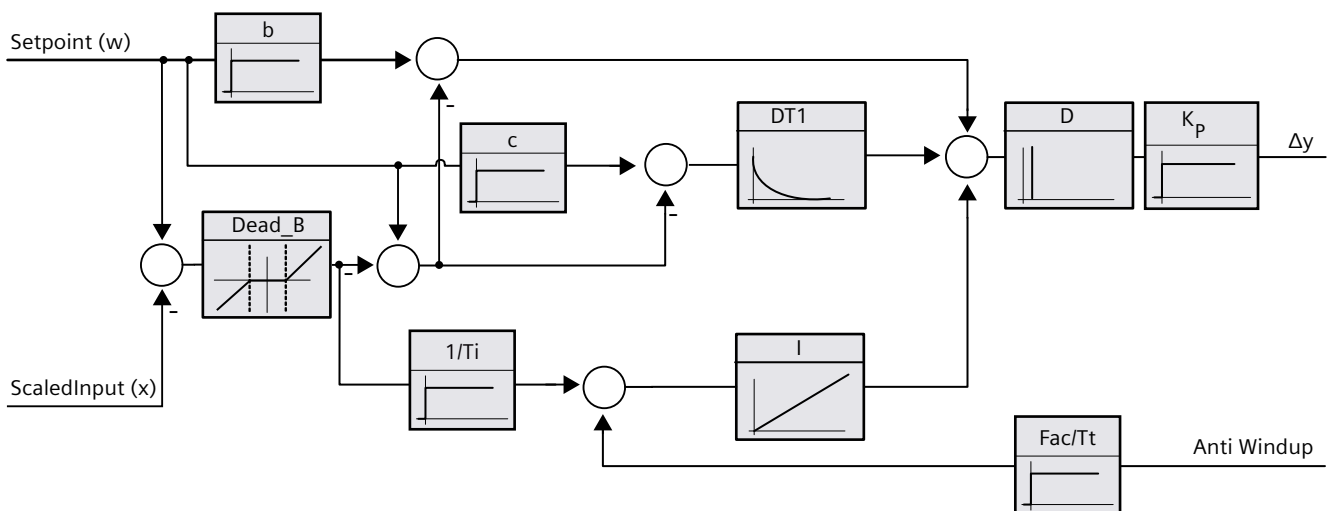 b
Setpoint (w)
-
DT1
D
K_P
c
Δy
-
Dead_B
-
-
1/Ti
I
ScaledInput (x)
Fac/Tt
Anti Windup